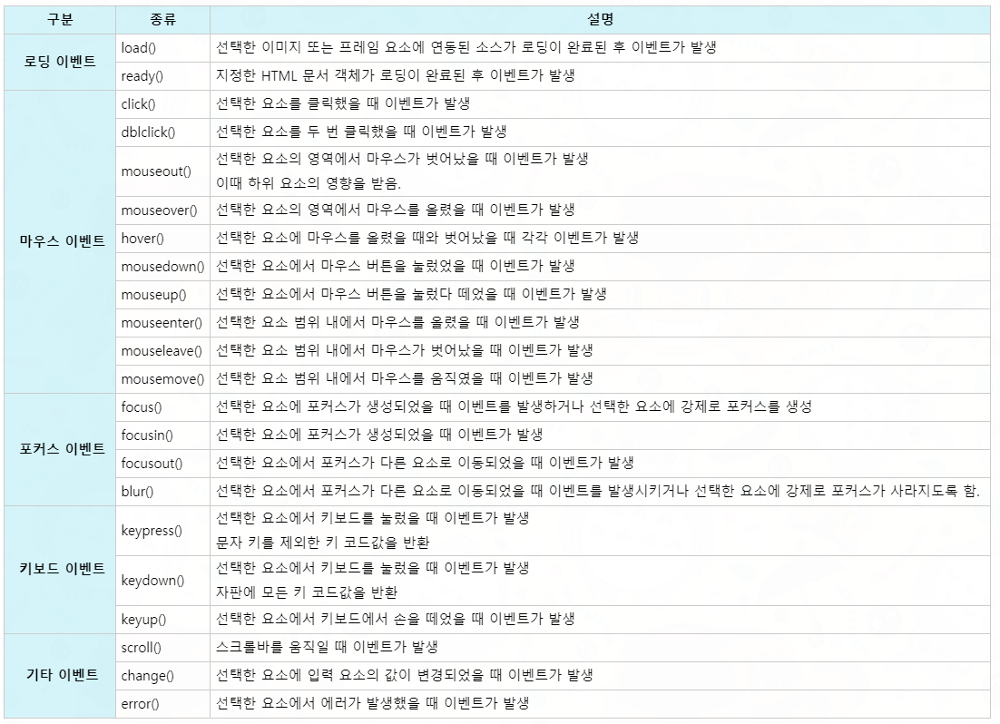 구분 종류 설명
로딩 이벤트
load() 선택한 이미지 또는 프레임 요소에 연동된 소스가 로딩이 완료된 후 이벤트가 발생
ready() 지정한 HTML 문서 객체가 로딩이 완료된 후 이벤트가 발생
마우스 이벤트
click() 선택한 요소를 클릭했을 때 이벤트가 발생
dblclick() 선택한 요소를 두 번 클릭했을 때 이벤트가 발생
mouseout() 선택한 요소의 영역에서 마우스가 벗어났을 때 이벤트가 발생
이때 하위 요소의 영향을 받음.
mouseover() 선택한 요소의 영역에서 마우스를 올렸을 때 이벤트가 발생
hover() 선택한 요소에 마우스를 올렸을 때와 벗어났을 때 각각 이벤트가 발생
mousedown() 선택한 요소에서 마우스 버튼을 눌렀었을 때 이벤트가 발생
mouseup() 선택한 요소에서 마우스 버튼을 눌렀다 떼었을 때 이벤트가 발생
mouseenter() 선택한 요소 범위 내에서 마우스를 올렸을 때 이벤트가 발생
mouseleave() 선택한 요소 범위 내에서 마우스가 벗어났을 때 이벤트가 발생
mousemove() 선택한 요소 범위 내에서 마우스를 움직였을 때 이벤트가 발생
포커스 이벤트
focus() 선택한 요소에 포커스가 생성되었을 때 이벤트를 발생하거나 선택한 요소에 강제로 포커스를 생성
focusin() 선택한 요소에 포커스가 생성되었을 때 이벤트가 발생
focusout() 선택한 요소에서 포커스가 다른 요소로 이동되었을 때 이벤트가 발생
blur() 선택한 요소에서 포커스가 다른 요소로 이동되었을 때 이벤트를 발생시키거나 선택한 요소에 강제로 포커스가 사라지도록 함.
키보드 이벤트
keypress() 선택한 요소에서 키보드를 눌렀을 때 이벤트가 발생
문자 키를 제외한 키 코드값을 반환
keydown() 선택한 요소에서 키보드를 눌렀을 때 이벤트가 발생
자판에 모든 키 코드값을 반환
keyup() 선택한 요소에서 키보드에서 손을 떼었을 때 이벤트가 발생
기타 이벤트
scroll() 스크롤바를 움직일 때 이벤트가 발생
change() 선택한 요소에 입력 요소의 값이 변경되었을 때 이벤트가 발생
error() 선택한 요소에서 에러가 발생했을 때 이벤트가 발생